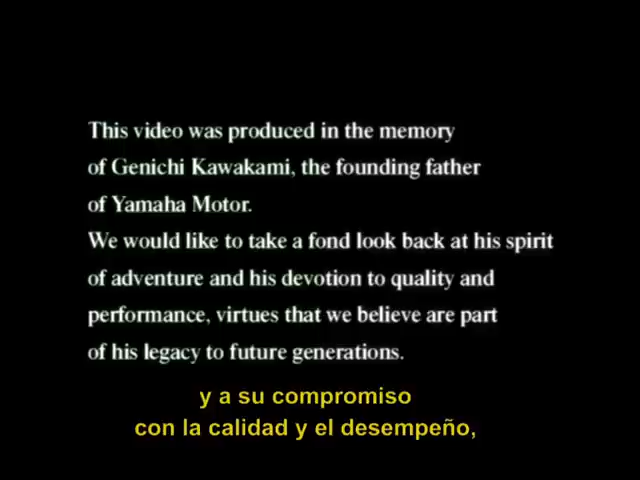 This video was produced in the memory
of Genichi Kawakami, the founding father
of Yamaha Motor.
We would like to take a fond look back at his spirit
of adventure and his devotion to quality and
performance, virtues that we believe are part
of his legacy to future generations.
y a su compromiso
con la calidad y el desempeño,